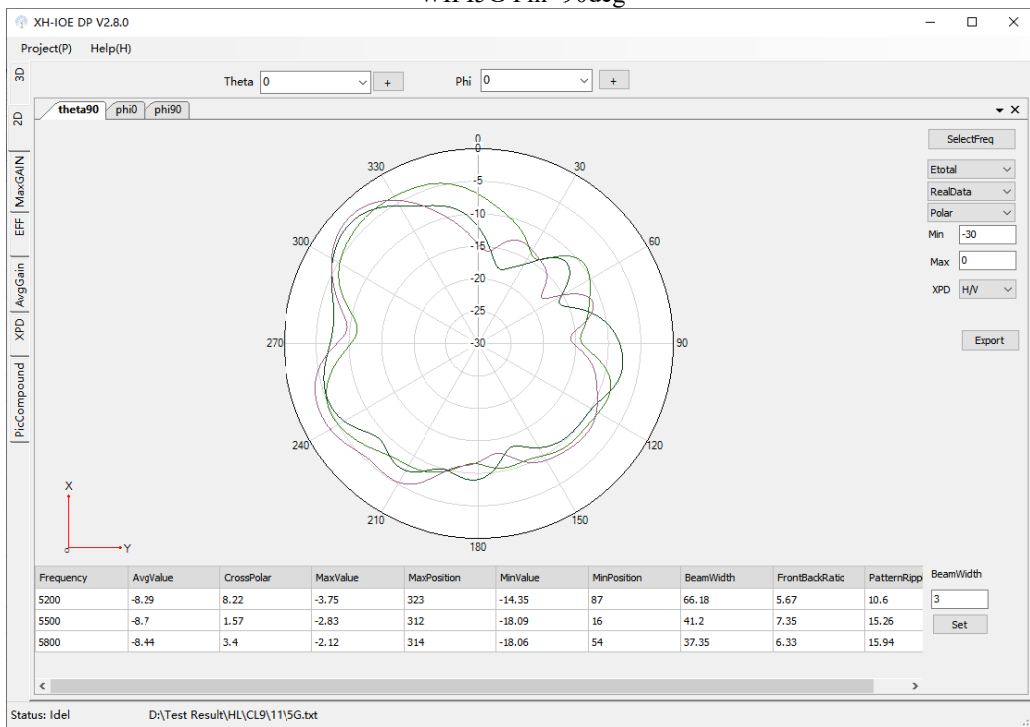 XH-IOE DP V2.8.0
Project(P) Help(H)
Theta 0 + Phi 0 +
3D
2D
MaxGAIN
EFF
AvgGain
XPD
PicCompound
theta90 phi0 phi90
SelectFreq
Etotal
RealData
Polar
Min -30
Max 0
XPD H/V
Export
0
0
330 30
-5
-10
300 60
-15
-20
-25
270 -30 90
240 120
210 150
180
X
o Y
Frequency AvgValue CrossPolar MaxValue MaxPosition MinValue MinPosition BeamWidth FrontBackRatic PatternRipp
5200 -8.29 8.22 -3.75 323 -14.35 87 66.18 5.67 10.6
5500 -8.7 1.57 -2.83 312 -18.09 16 41.2 7.35 15.26
5800 -8.44 3.4 -2.12 314 -18.06 54 37.35 6.33 15.94
BeamWidth
3
Set
Status: Idel D:\Test Result\HL\CL9\11\5G.txt